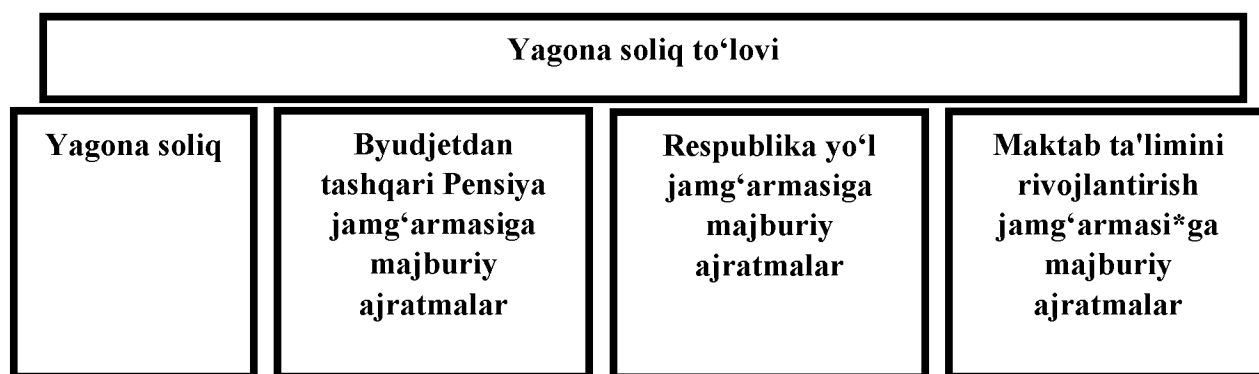 Yagona soliq to‘lovi
Yagona soliq
Byudjetdan
tashqari Pensiya
jamg‘armasiga
majburiy
ajratmalar
Respublika yo‘l
jamg‘armasiga
majburiy
ajratmalar
Maktab ta'limini
rivojlantirish
jamg‘armasi*ga
majburiy
ajratmalar